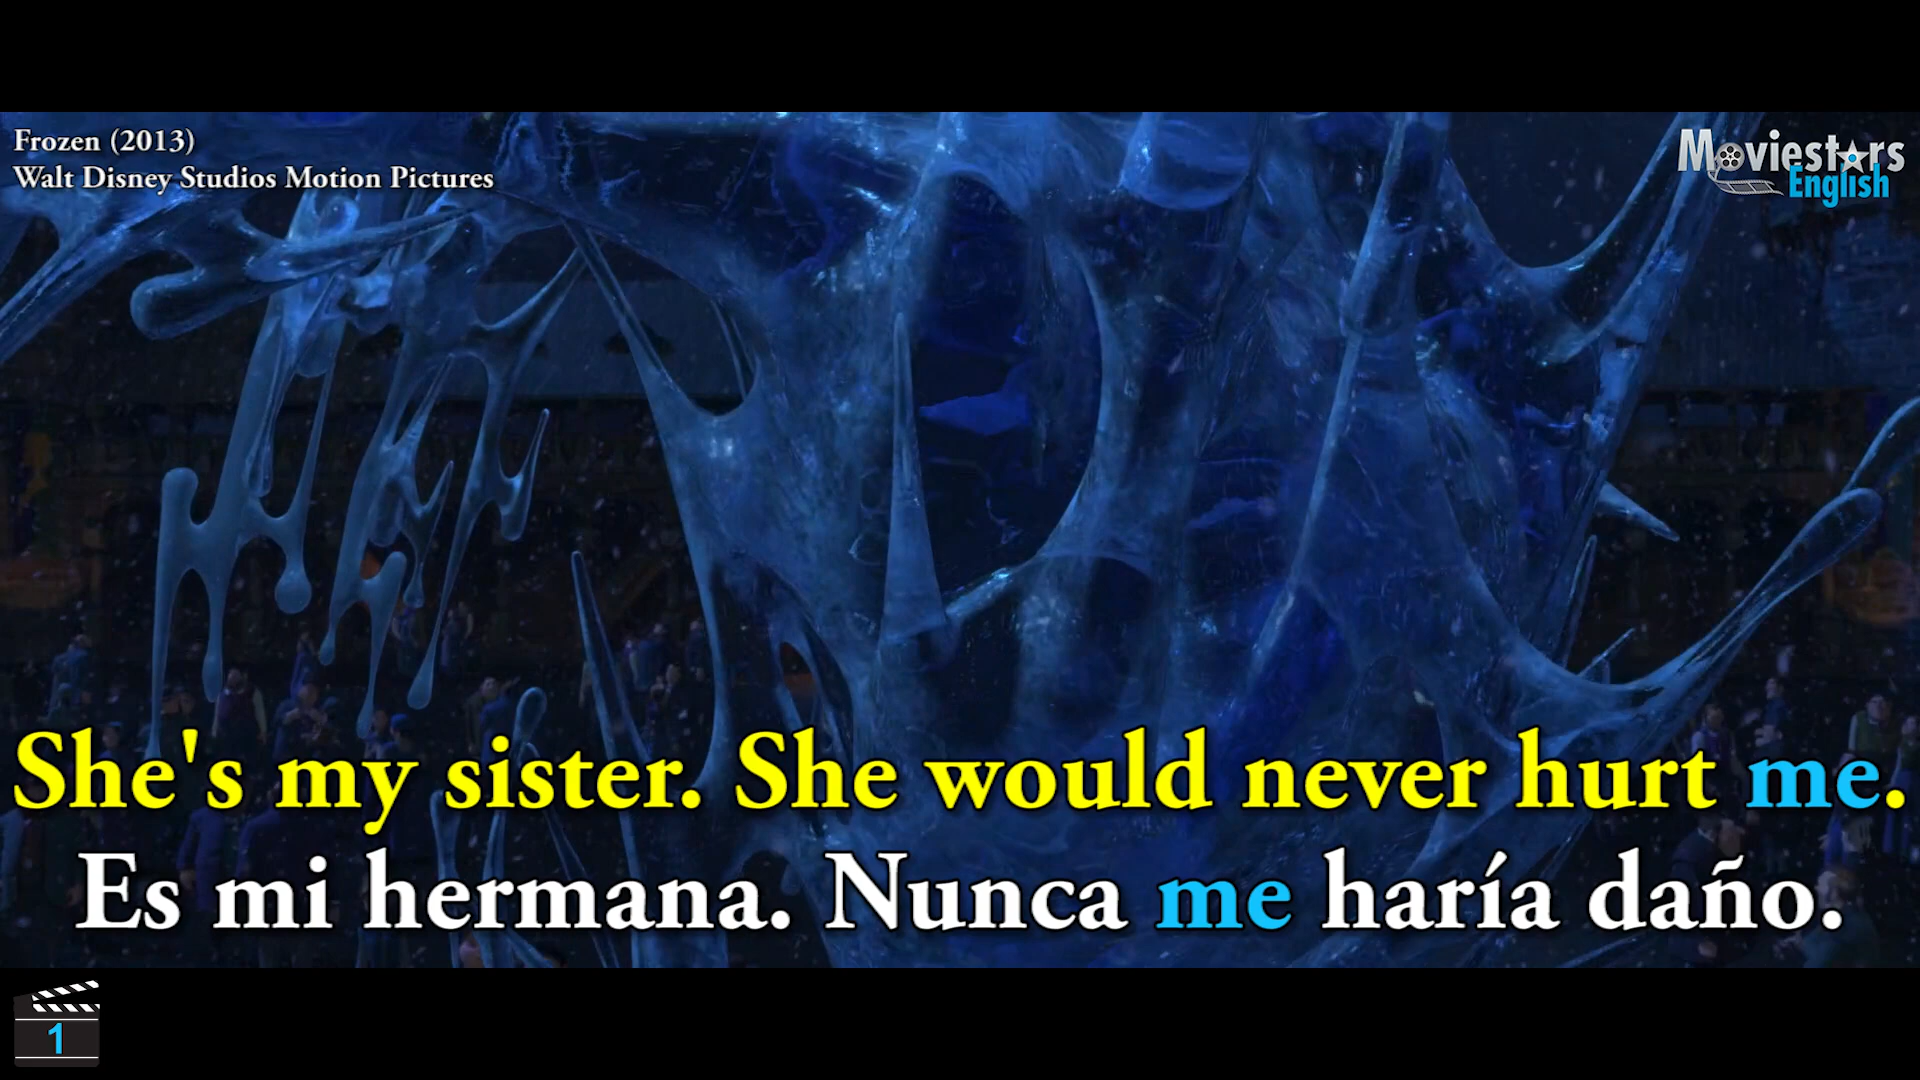 Frozen (2013)
Walt Disney Studios Motion Pictures
Moviestars
English
She's my sister. She would never hurt me.
Es mi hermana. Nunca me haría daño.
1